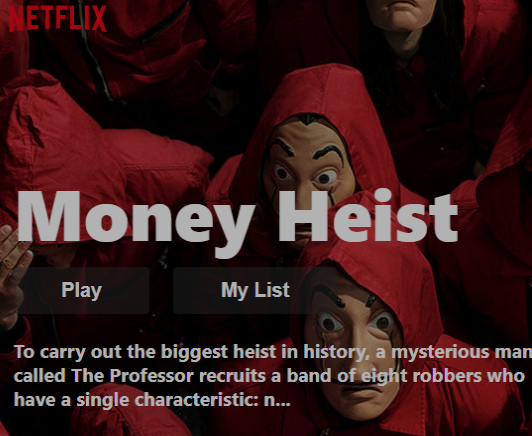 NETFLIX
Money Heist
Play
My List
To carry out the biggest heist in history, a mysterious man
called The Professor recruits a band of eight robbers who
have a single characteristic: n...